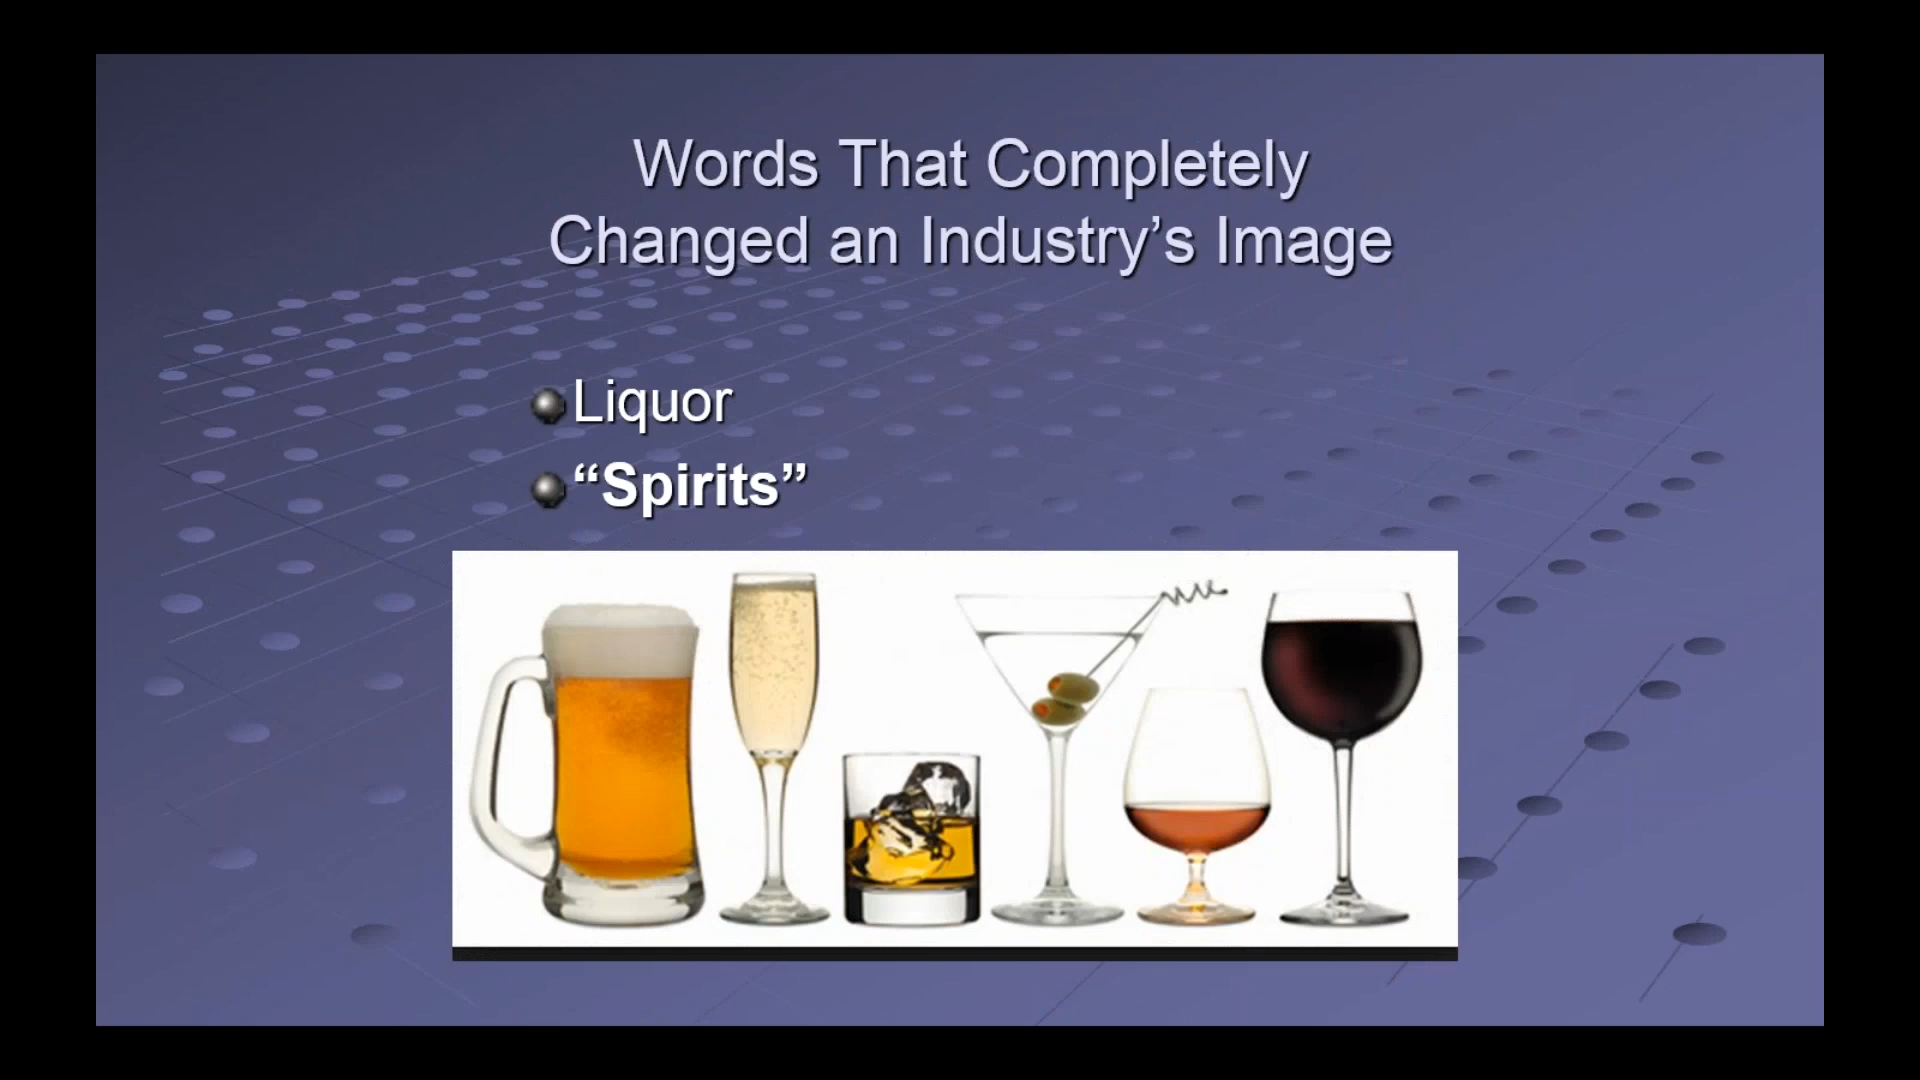 Words That Completely
Changed an Industry’s Image
Liquor
“Spirits”